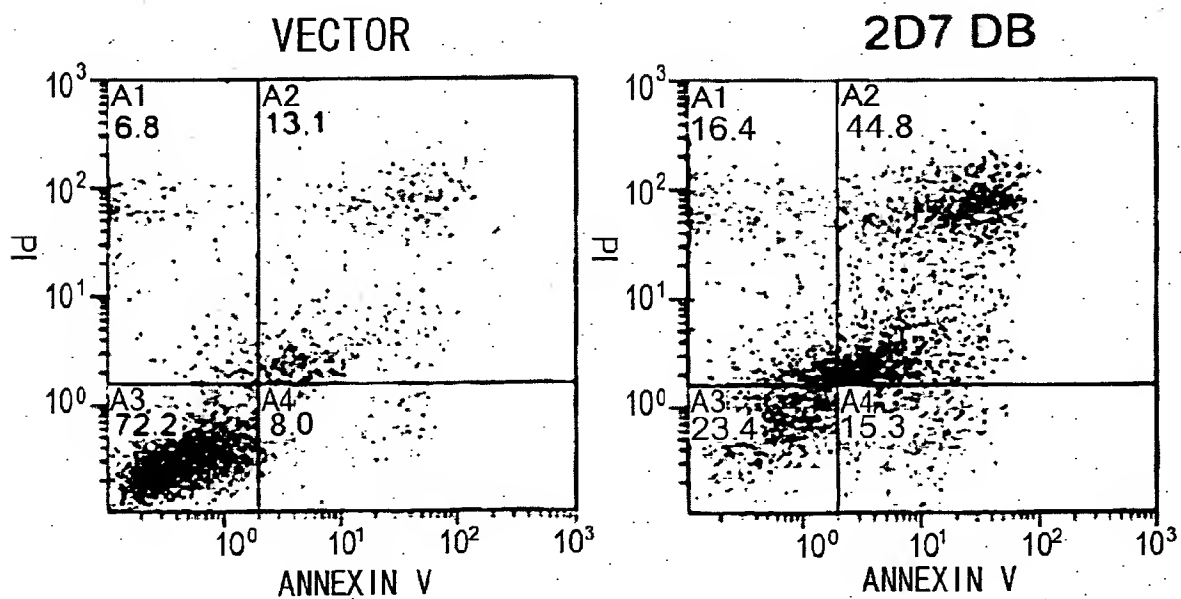 VECTOR
10³
A1
6.8
A2
13.1
10²
PI
10¹
10⁰
A3
72.2
A4
8.0
10⁰ 10¹ 10² 10³
ANNEXIN V
2D7 DB
10³
A1
16.4
A2
44.8
10²
PI
10¹
10⁰
A3
23.4
A4
15.3
10⁰ 10¹ 10² 10³
ANNEXIN V